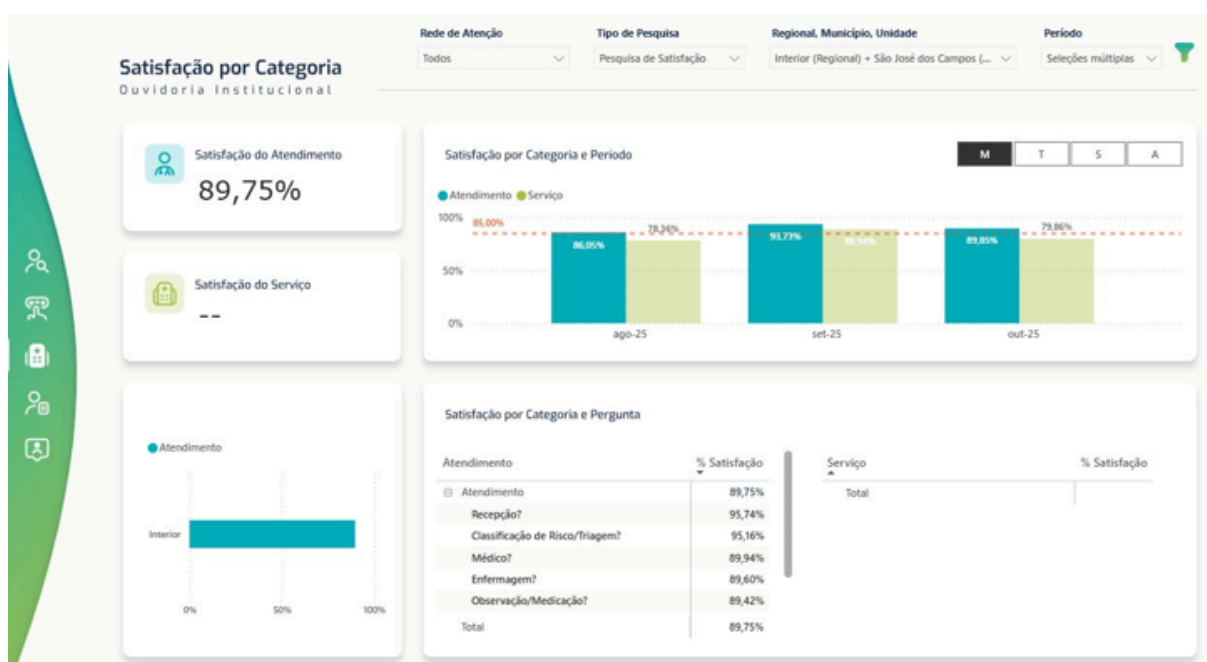 Rede de Atenção
Tipo de Pesquisa
Regional, Município, Unidade
Período
Todos
Pesquisa de Satisfação
Interior (Regional) + São José dos Campos (...
Seleções múltiplas
Satisfação por Categoria
Ouvidoria Institucional
Satisfação do Atendimento
89,75%
Satisfação do Serviço
--
Satisfação por Categoria e Período
M T S A
Atendimento Serviço
100%
85,00%
50%
0%
86,05%
78,36%
93,73%
88,94%
89,85%
79,86%
ago-25
set-25
out-25
Atendimento
Interior
0% 50% 100%
Satisfação por Categoria e Pergunta
Atendimento % Satisfação
Atendimento 89,75%
Recepção? 95,74%
Classificação de Risco/Triagem? 95,16%
Médico? 89,94%
Enfermagem? 89,60%
Observação/Medicação? 89,42%
Total 89,75%
Serviço % Satisfação
Total